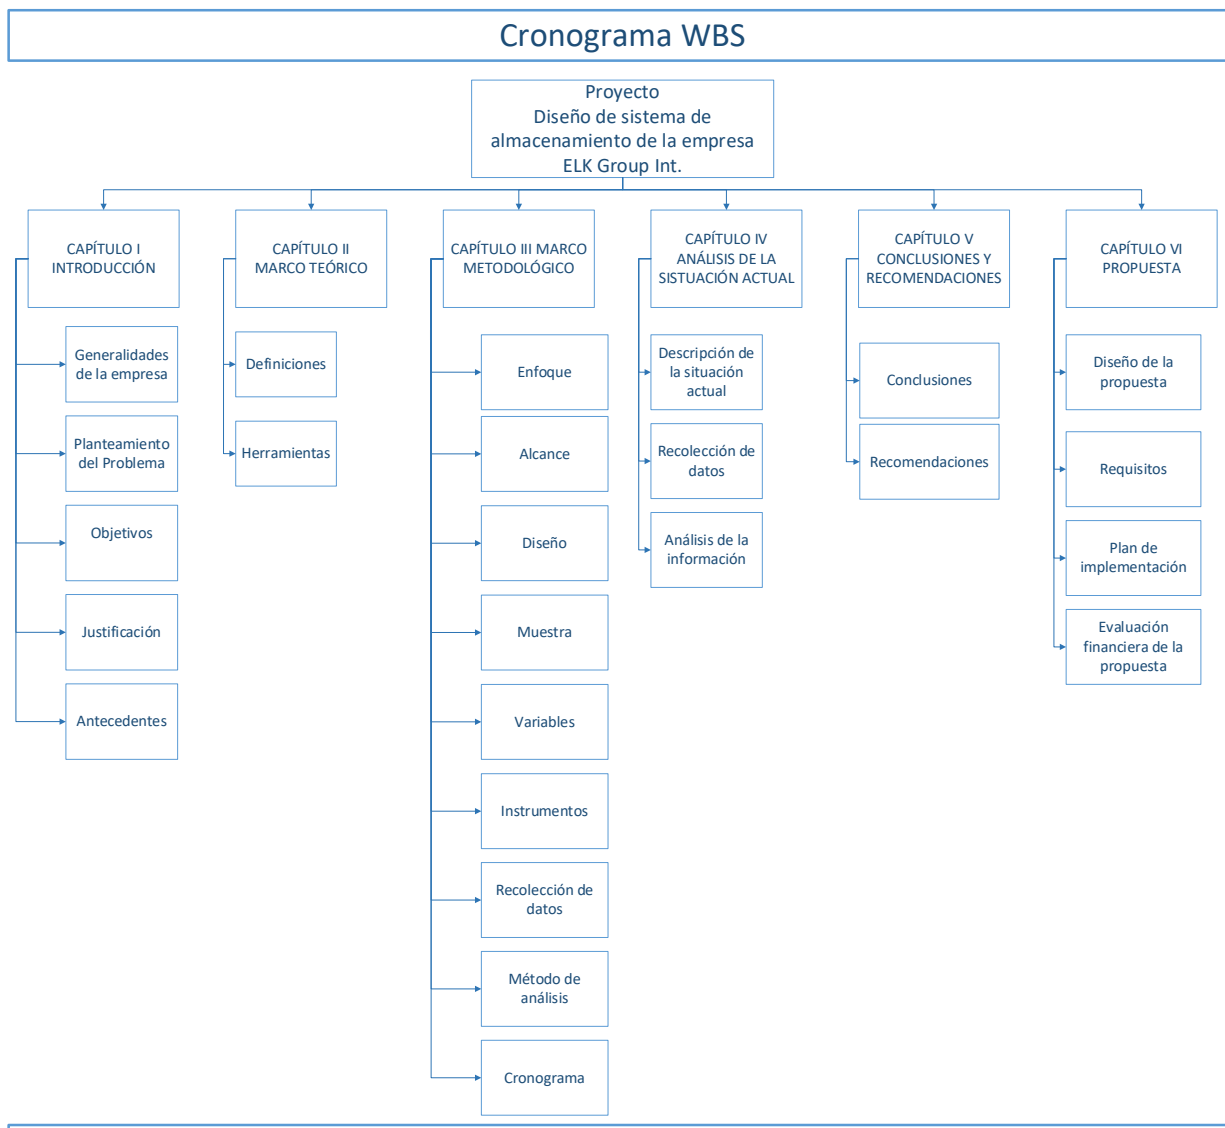 Cronograma WBS
Proyecto
Diseño de sistema de
almacenamiento de la empresa
ELK Group Int.
CAPÍTULO I
INTRODUCCIÓN
Generalidades
de la empresa
Planteamiento
del Problema
Objetivos
Justificación
Antecedentes
CAPÍTULO II
MARCO TEÓRICO
Definiciones
Herramientas
CAPÍTULO III MARCO
METODOLÓGICO
Enfoque
Alcance
Diseño
Muestra
Variables
Instrumentos
Recolección de
datos
Método de
análisis
Cronograma
CAPÍTULO IV
ANÁLISIS DE LA
SISTUACIÓN ACTUAL
Descripción de
la situación
actual
Recolección de
datos
Análisis de la
información
CAPÍTULO V
CONCLUSIONES Y
RECOMENDACIONES
Conclusiones
Recomendaciones
CAPÍTULO VI
PROPUESTA
Diseño de la
propuesta
Requisitos
Plan de
implementación
Evaluación
financiera de la
propuesta